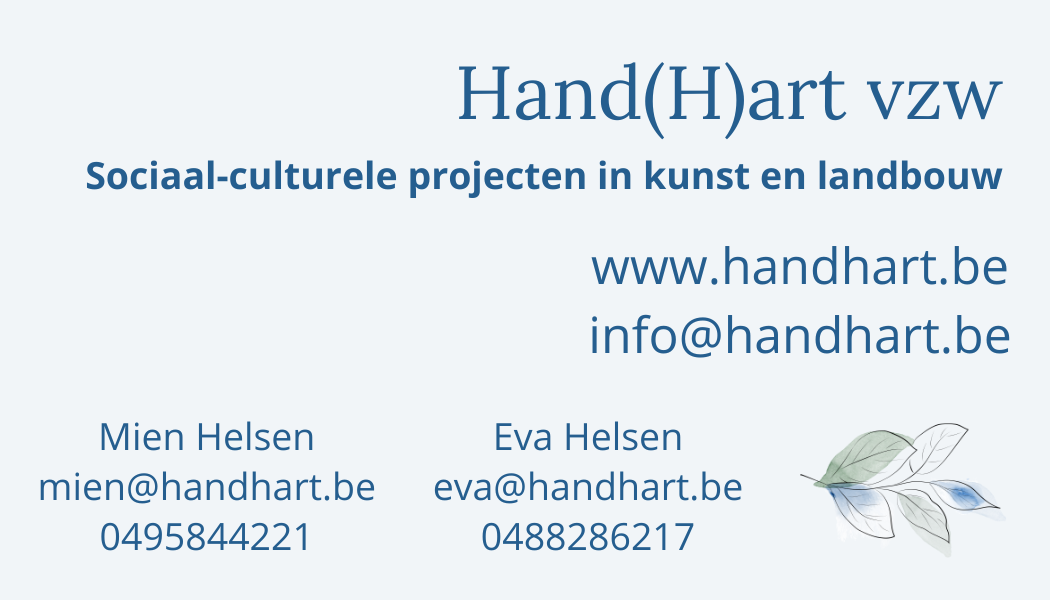 Hand(H)art vzw
Sociaal-culturele projecten in kunst en landbouw
www.handhart.be
info@handhart.be
Mien Helsen
mien@handhart.be
0495844221
Eva Helsen
eva@handhart.be
0488286217